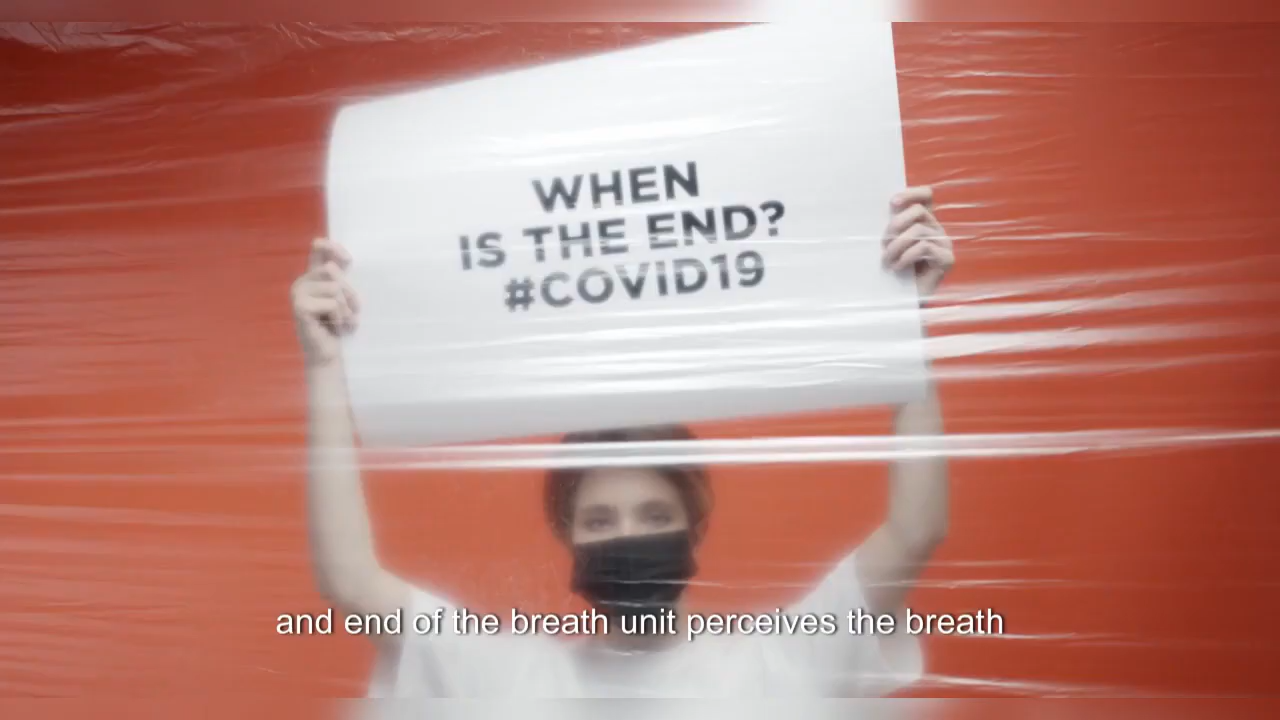 WHEN
IS THE END?
#COVID19
and end of the breath unit perceives the breath